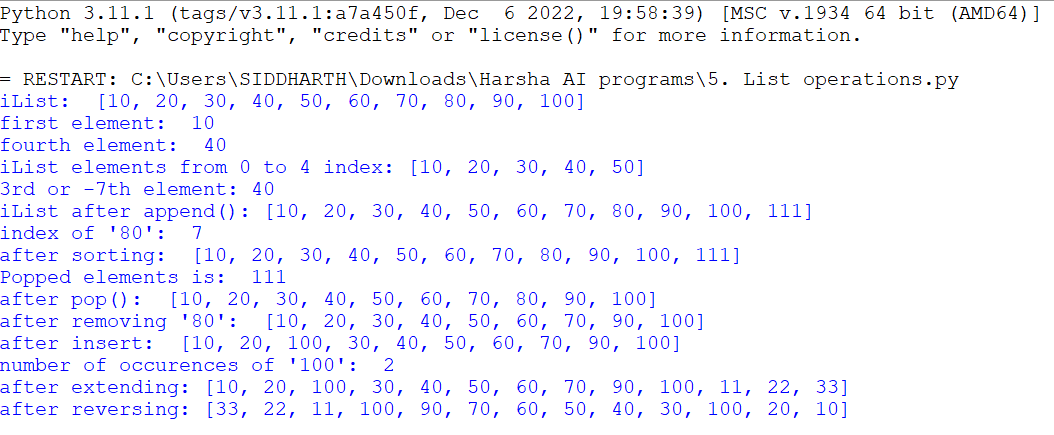 Python 3.11.1 (tags/v3.11.1:a7a450f, Dec  6 2022, 19:58:39) [MSC v.1934 64 bit (AMD64)]
Type "help", "copyright", "credits" or "license()" for more information.
= RESTART: C:\Users\SIDDHARTH\Downloads\Harsha AI programs\5. List operations.py
iList:  [10, 20, 30, 40, 50, 60, 70, 80, 90, 100]
first element:  10
fourth element:  40
iList elements from 0 to 4 index: [10, 20, 30, 40, 50]
3rd or -7th element: 40
iList after append(): [10, 20, 30, 40, 50, 60, 70, 80, 90, 100, 111]
index of '80':  7
after sorting:  [10, 20, 30, 40, 50, 60, 70, 80, 90, 100, 111]
Popped elements is:  111
after pop():  [10, 20, 30, 40, 50, 60, 70, 80, 90, 100]
after removing '80':  [10, 20, 30, 40, 50, 60, 70, 90, 100]
after insert:  [10, 20, 100, 30, 40, 50, 60, 70, 90, 100]
number of occurences of '100':  2
after extending: [10, 20, 100, 30, 40, 50, 60, 70, 90, 100, 11, 22, 33]
after reversing: [33, 22, 11, 100, 90, 70, 60, 50, 40, 30, 100, 20, 10]